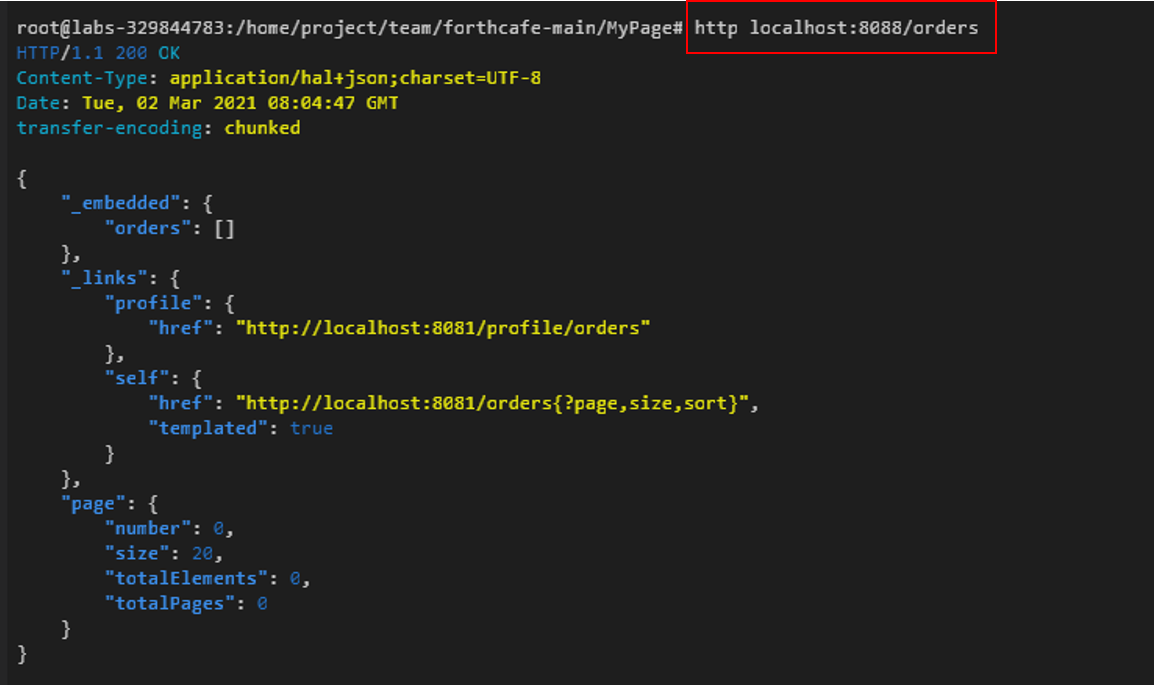 root@labs-329844783:/home/project/team/forthcafe-main/MyPage# http localhost:8088/orders
HTTP/1.1 200 OK
Content-Type: application/hal+json;charset=UTF-8
Date: Tue, 02 Mar 2021 08:04:47 GMT
transfer-encoding: chunked

{
    "_embedded": {
        "orders": []
    },
    "_links": {
        "profile": {
            "href": "http://localhost:8081/profile/orders"
        },
        "self": {
            "href": "http://localhost:8081/orders{?page,size,sort}",
            "templated": true
        }
    },
    "page": {
        "number": 0,
        "size": 20,
        "totalElements": 0,
        "totalPages": 0
    }
}